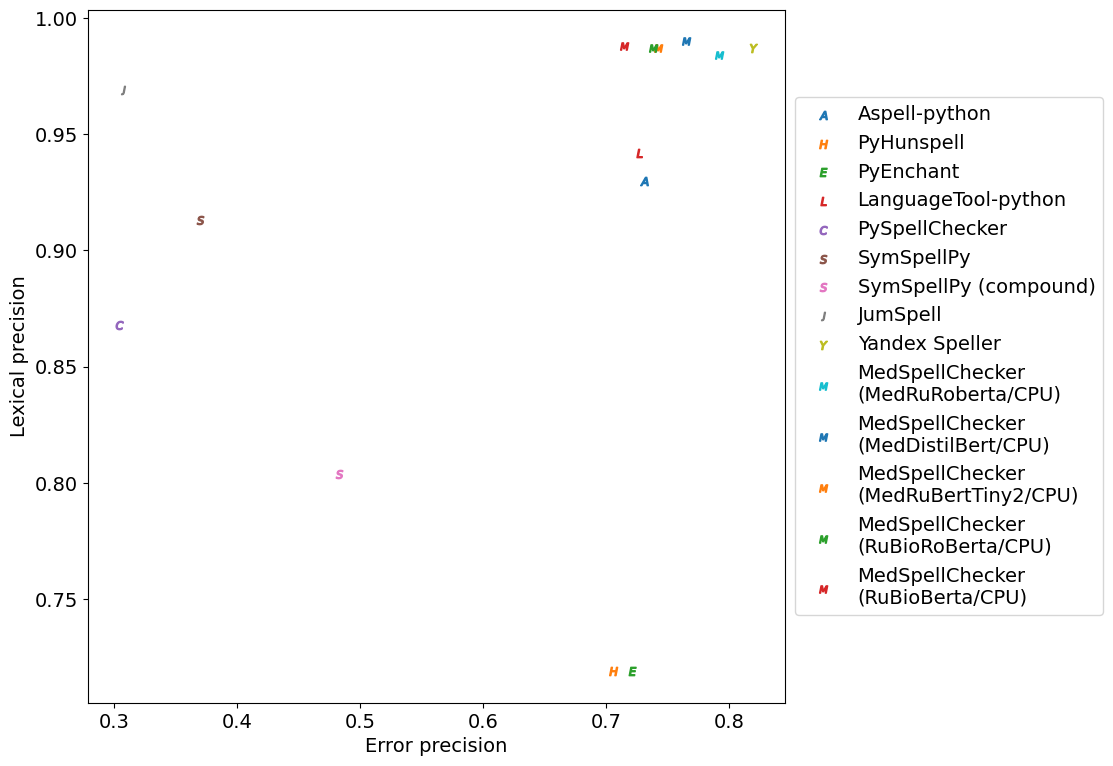 1.00
0.95
0.90
0.85
0.80
0.75
Lexical precision
0.3 0.4 0.5 0.6 0.7 0.8
Error precision
M M M M M Y
J
L
A
S
C
S
H E
A Aspell-python
H PyHunspell
E PyEnchant
L LanguageTool-python
C PySpellChecker
S SymSpellPy
S SymSpellPy (compound)
J JumSpell
Y Yandex Speller
M MedSpellChecker
(MedRuRoberta/CPU)
M MedSpellChecker
(MedDistilBert/CPU)
M MedSpellChecker
(MedRuBertTiny2/CPU)
M MedSpellChecker
(RuBioRoBerta/CPU)
M MedSpellChecker
(RuBioBerta/CPU)